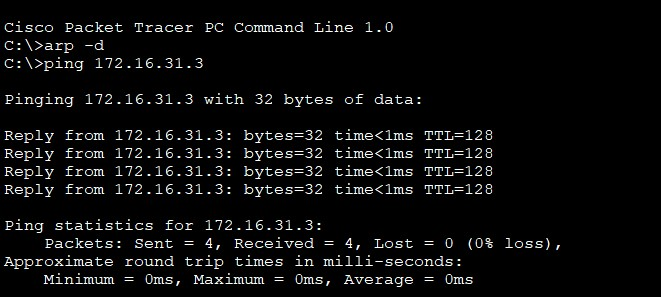 Cisco Packet Tracer PC Command Line 1.0
C:\>arp -d
C:\>ping 172.16.31.3
Pinging 172.16.31.3 with 32 bytes of data:
Reply from 172.16.31.3: bytes=32 time<1ms TTL=128
Reply from 172.16.31.3: bytes=32 time<1ms TTL=128
Reply from 172.16.31.3: bytes=32 time<1ms TTL=128
Reply from 172.16.31.3: bytes=32 time<1ms TTL=128
Ping statistics for 172.16.31.3:
    Packets: Sent = 4, Received = 4, Lost = 0 (0% loss),
Approximate round trip times in milli-seconds:
    Minimum = 0ms, Maximum = 0ms, Average = 0ms